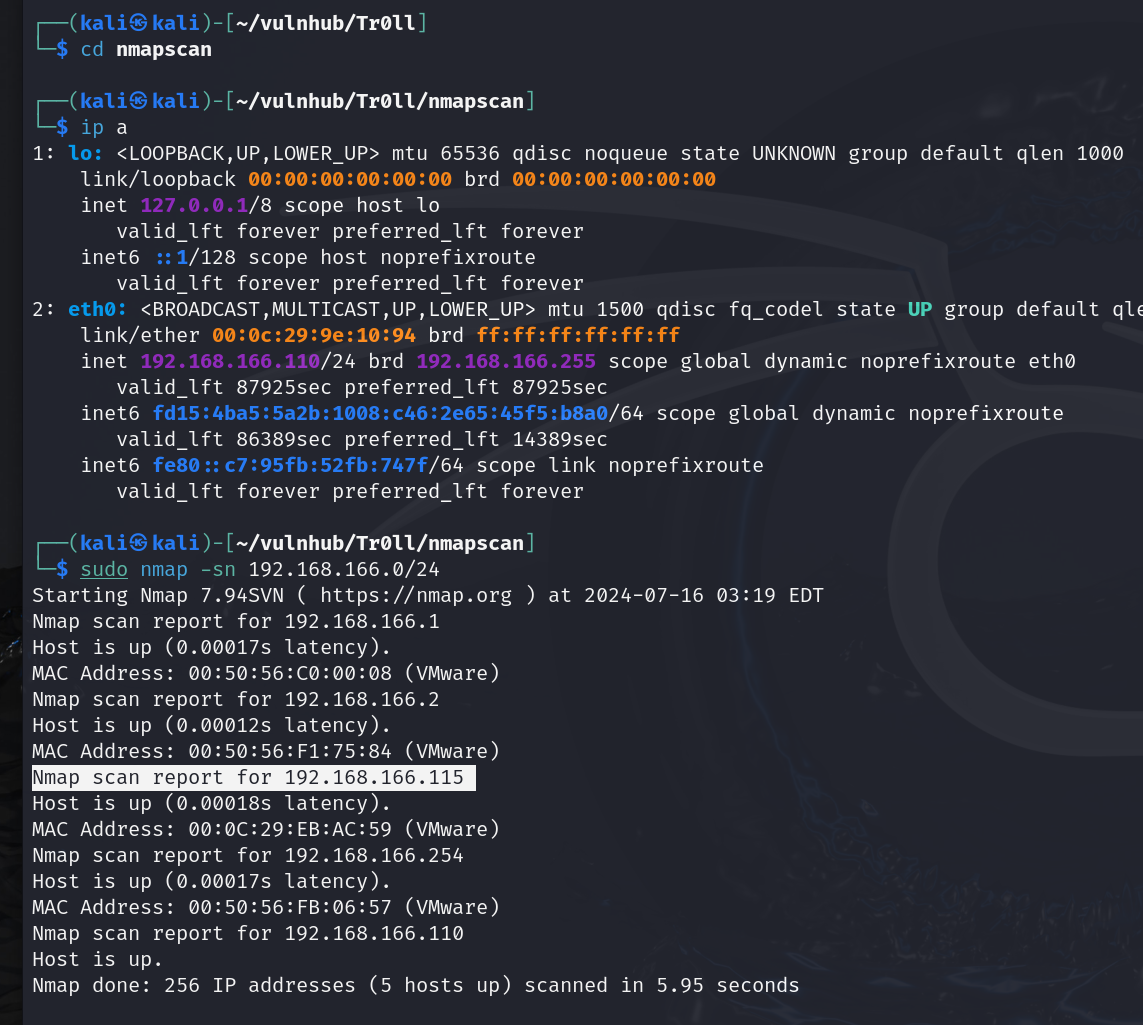 ┌──(kali㉿kali)-[~/vulnhub/Tr0ll]
└─$ cd nmapscan
┌──(kali㉿kali)-[~/vulnhub/Tr0ll/nmapscan]
└─$ ip a
1: lo: <LOOPBACK,UP,LOWER_UP> mtu 65536 qdisc noqueue state UNKNOWN group default qlen 1000
    link/loopback 00:00:00:00:00:00 brd 00:00:00:00:00:00
    inet 127.0.0.1/8 scope host lo
       valid_lft forever preferred_lft forever
    inet6 ::1/128 scope host noprefixroute
       valid_lft forever preferred_lft forever
2: eth0: <BROADCAST,MULTICAST,UP,LOWER_UP> mtu 1500 qdisc fq_codel state UP group default qle
    link/ether 00:0c:29:9e:10:94 brd ff:ff:ff:ff:ff:ff
    inet 192.168.166.110/24 brd 192.168.166.255 scope global dynamic noprefixroute eth0
       valid_lft 87925sec preferred_lft 87925sec
    inet6 fd15:4ba5:5a2b:1008:c46:2e65:45f5:b8a0/64 scope global dynamic noprefixroute
       valid_lft 86389sec preferred_lft 14389sec
    inet6 fe80::c7:95fb:52fb:747f/64 scope link noprefixroute
       valid_lft forever preferred_lft forever
┌──(kali㉿kali)-[~/vulnhub/Tr0ll/nmapscan]
└─$ sudo nmap -sn 192.168.166.0/24
Starting Nmap 7.94SVN ( https://nmap.org ) at 2024-07-16 03:19 EDT
Nmap scan report for 192.168.166.1
Host is up (0.00017s latency).
MAC Address: 00:50:56:C0:00:08 (VMware)
Nmap scan report for 192.168.166.2
Host is up (0.00012s latency).
MAC Address: 00:50:56:F1:75:84 (VMware)
Nmap scan report for 192.168.166.115
Host is up (0.00018s latency).
MAC Address: 00:0C:29:EB:AC:59 (VMware)
Nmap scan report for 192.168.166.254
Host is up (0.00017s latency).
MAC Address: 00:50:56:FB:06:57 (VMware)
Nmap scan report for 192.168.166.110
Host is up.
Nmap done: 256 IP addresses (5 hosts up) scanned in 5.95 seconds